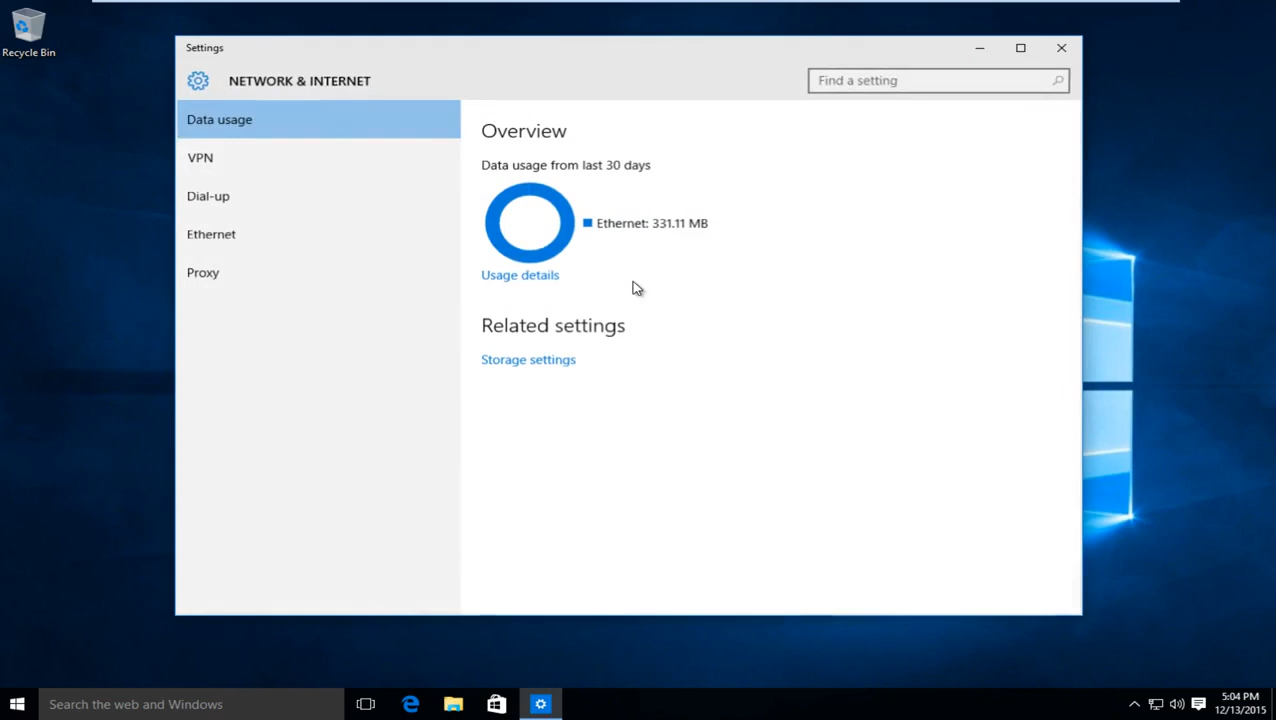 Recycle Bin
Settings
NETWORK & INTERNET
Find a setting
Data usage
VPN
Dial-up
Ethernet
Proxy
Overview
Data usage from last 30 days
Ethernet: 331.11 MB
Usage details
Related settings
Storage settings
Search the web and Windows
5:04 PM
12/13/2015